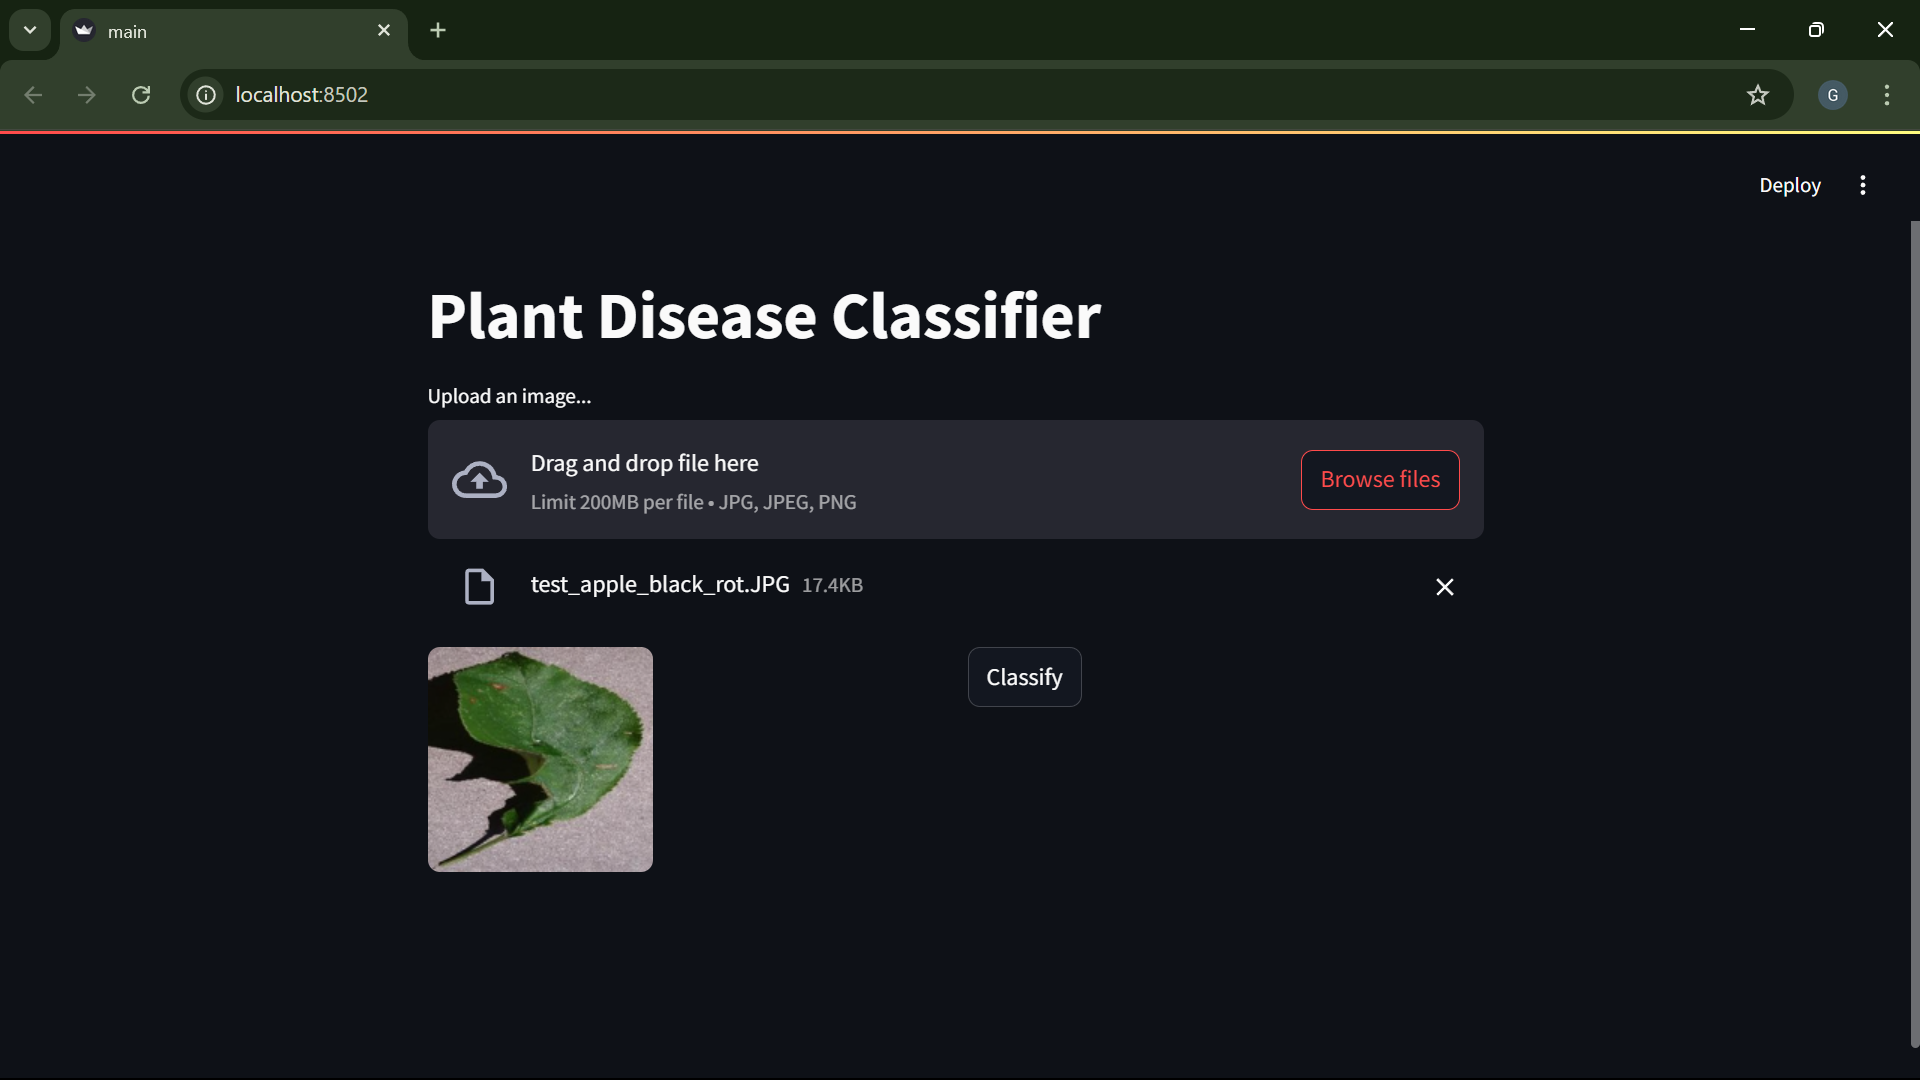 main
localhost:8502
G
Deploy
Plant Disease Classifier
Upload an image...
Drag and drop file here
Limit 200MB per file • JPG, JPEG, PNG
Browse files
test_apple_black_rot.JPG 17.4KB
Classify